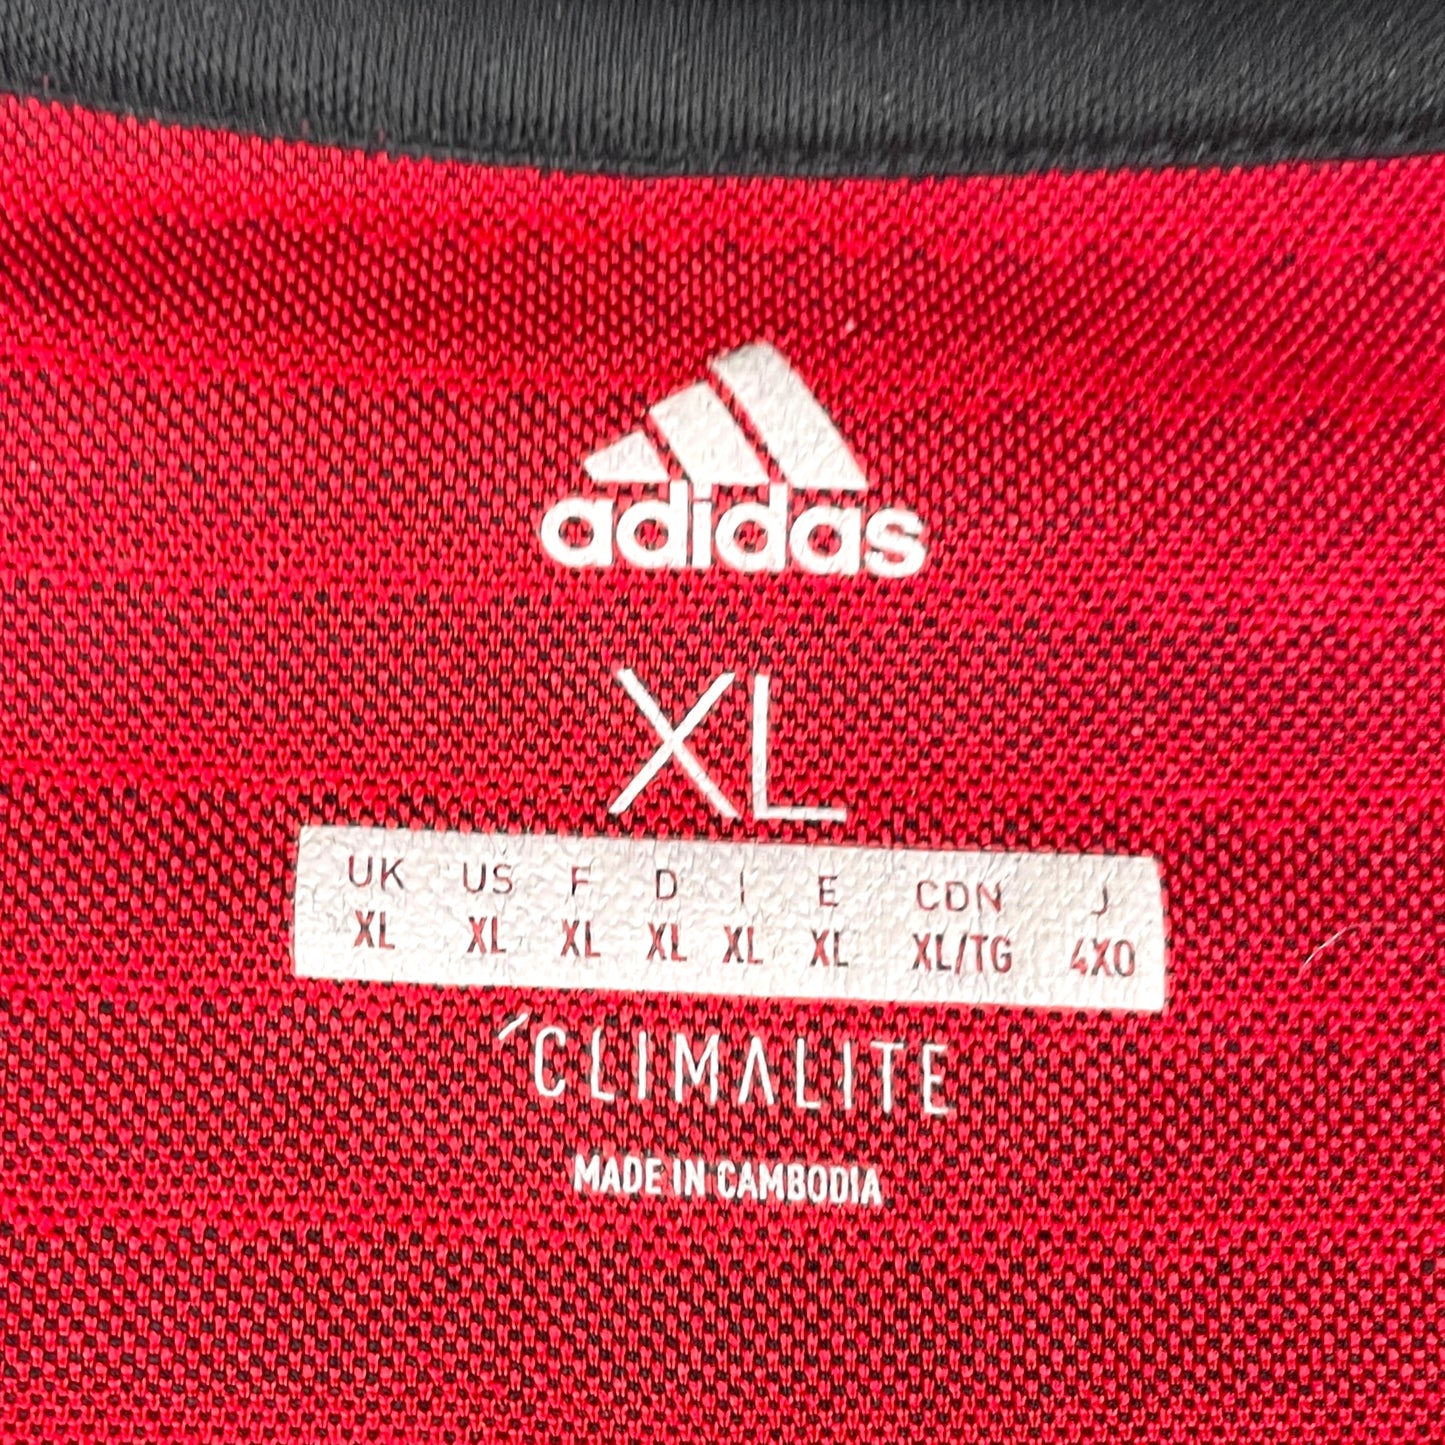 adidas
XL
UK US F D I E CDN J
XL XL XL XL XL XL XL/TG 4XO
CLIMALITE
MADE IN CAMBODIA